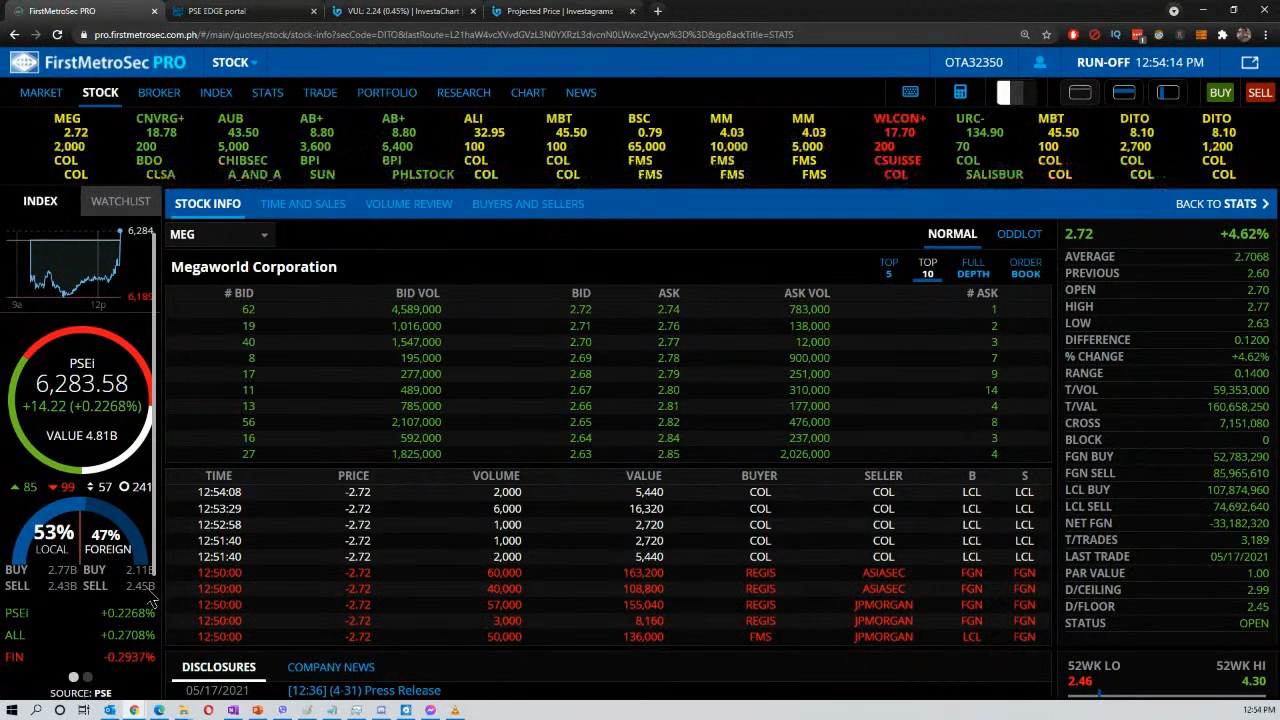 FirstMetroSec PRO
PSE EDGE portal
VUL: 2.24 (0.45%) | InvestaChart
Projected Price | Investagrams
pro.firstmetrosec.com.ph/#/main/quotes/stock/stock-info?secCode=DITO&lastRoute=L21haW4vcXVvdGVzL3N0YXRzL3dvcnN0LWxvc2Vycw%3D%3D&goBackTitle=STATS
FirstMetroSec PRO STOCK OTA32350 RUN-OFF 12:54:14 PM
MARKET STOCK BROKER INDEX STATS TRADE PORTFOLIO RESEARCH CHART NEWS BUY SELL
MEG CNVRG+ AUB AB+ AB+ ALI MBT BSC MM MM WLCON+ URC- MBT DITO DITO
2.72 18.78 43.50 8.80 8.80 32.95 45.50 0.79 4.03 4.03 17.70 134.90 45.50 8.10 8.10
2,000 200 5,000 3,600 5,400 100 100 65,000 10,000 5,000 200 70 100 2,700 1,200
COL BDO CHIBSEC BPI BPI COL COL FMS COL COL CSUISSE COL COL COL COL
COL CLSA A_AND_A SUN PHLSTOCK COL COL FMS FMS FMS COL SALISBUR COL COL COL
INDEX WATCHLIST STOCK INFO TIME AND SALES VOLUME REVIEW BUYERS AND SELLERS BACK TO STATS
6,284
6,189
9a 12p
PSEi
6,283.58
+14.22 (+0.2268%)
VALUE 4.81B
85 99 57 241
53% LOCAL
47% FOREIGN
BUY 2.77B BUY 2.11B
SELL 2.43B SELL 2.45B
PSEi +0.2268%
ALL +0.2708%
FIN -0.2937%
SOURCE: PSE
MEG NORMAL ODDLOT
Megaworld Corporation TOP 5 TOP 10 FULL DEPTH ORDER BOOK
# BID BID VOL BID ASK ASK VOL # ASK
62 4,589,000 2.72 2.74 783,000 1
19 1,016,000 2.71 2.76 138,000 2
40 1,547,000 2.70 2.77 12,000 3
8 195,000 2.69 2.78 900,000 7
17 277,000 2.68 2.79 251,000 9
11 489,000 2.67 2.80 310,000 14
13 785,000 2.66 2.81 177,000 4
56 2,107,000 2.65 2.82 476,000 8
16 592,000 2.64 2.84 237,000 3
27 1,825,000 2.63 2.85 2,026,000 4
TIME PRICE VOLUME VALUE BUYER SELLER B S
12:54:08 -2.72 2,000 5,440 COL COL LCL LCL
12:53:29 -2.72 6,000 16,320 COL COL LCL LCL
12:52:58 -2.72 1,000 2,720 COL COL LCL LCL
12:51:40 -2.72 1,000 2,720 COL COL LCL LCL
12:51:40 -2.72 2,000 5,440 COL COL LCL LCL
12:50:00 -2.72 60,000 163,200 REGIS ASIASEC FGN FGN
12:50:00 -2.72 40,000 108,800 REGIS ASIASEC FGN FGN
12:50:00 -2.72 57,000 155,040 REGIS JPMORGAN FGN FGN
12:50:00 -2.72 3,000 8,160 REGIS JPMORGAN FGN FGN
12:50:00 -2.72 50,000 136,000 FMS JPMORGAN LCL FGN
DISCLOSURES COMPANY NEWS
05/17/2021 [12:36] (4-31) Press Release
2.72 +4.62%
AVERAGE 2.7068
PREVIOUS 2.60
OPEN 2.70
HIGH 2.77
LOW 2.63
DIFFERENCE 0.1200
% CHANGE +4.62%
RANGE 0.1400
T/VOL 59,353,000
T/VAL 160,658,250
CROSS 7,151,080
BLOCK 0
FGN BUY 52,783,290
FGN SELL 85,965,610
LCL BUY 107,874,960
LCL SELL 74,692,640
NET FGN -33,182,320
T/TRADES 3,189
LAST TRADE 05/17/2021
PAR VALUE 1.00
D/CEILING 2.99
D/FLOOR 2.45
STATUS OPEN
52WK LO 52WK HI
2.46 4.30
12:54 PM